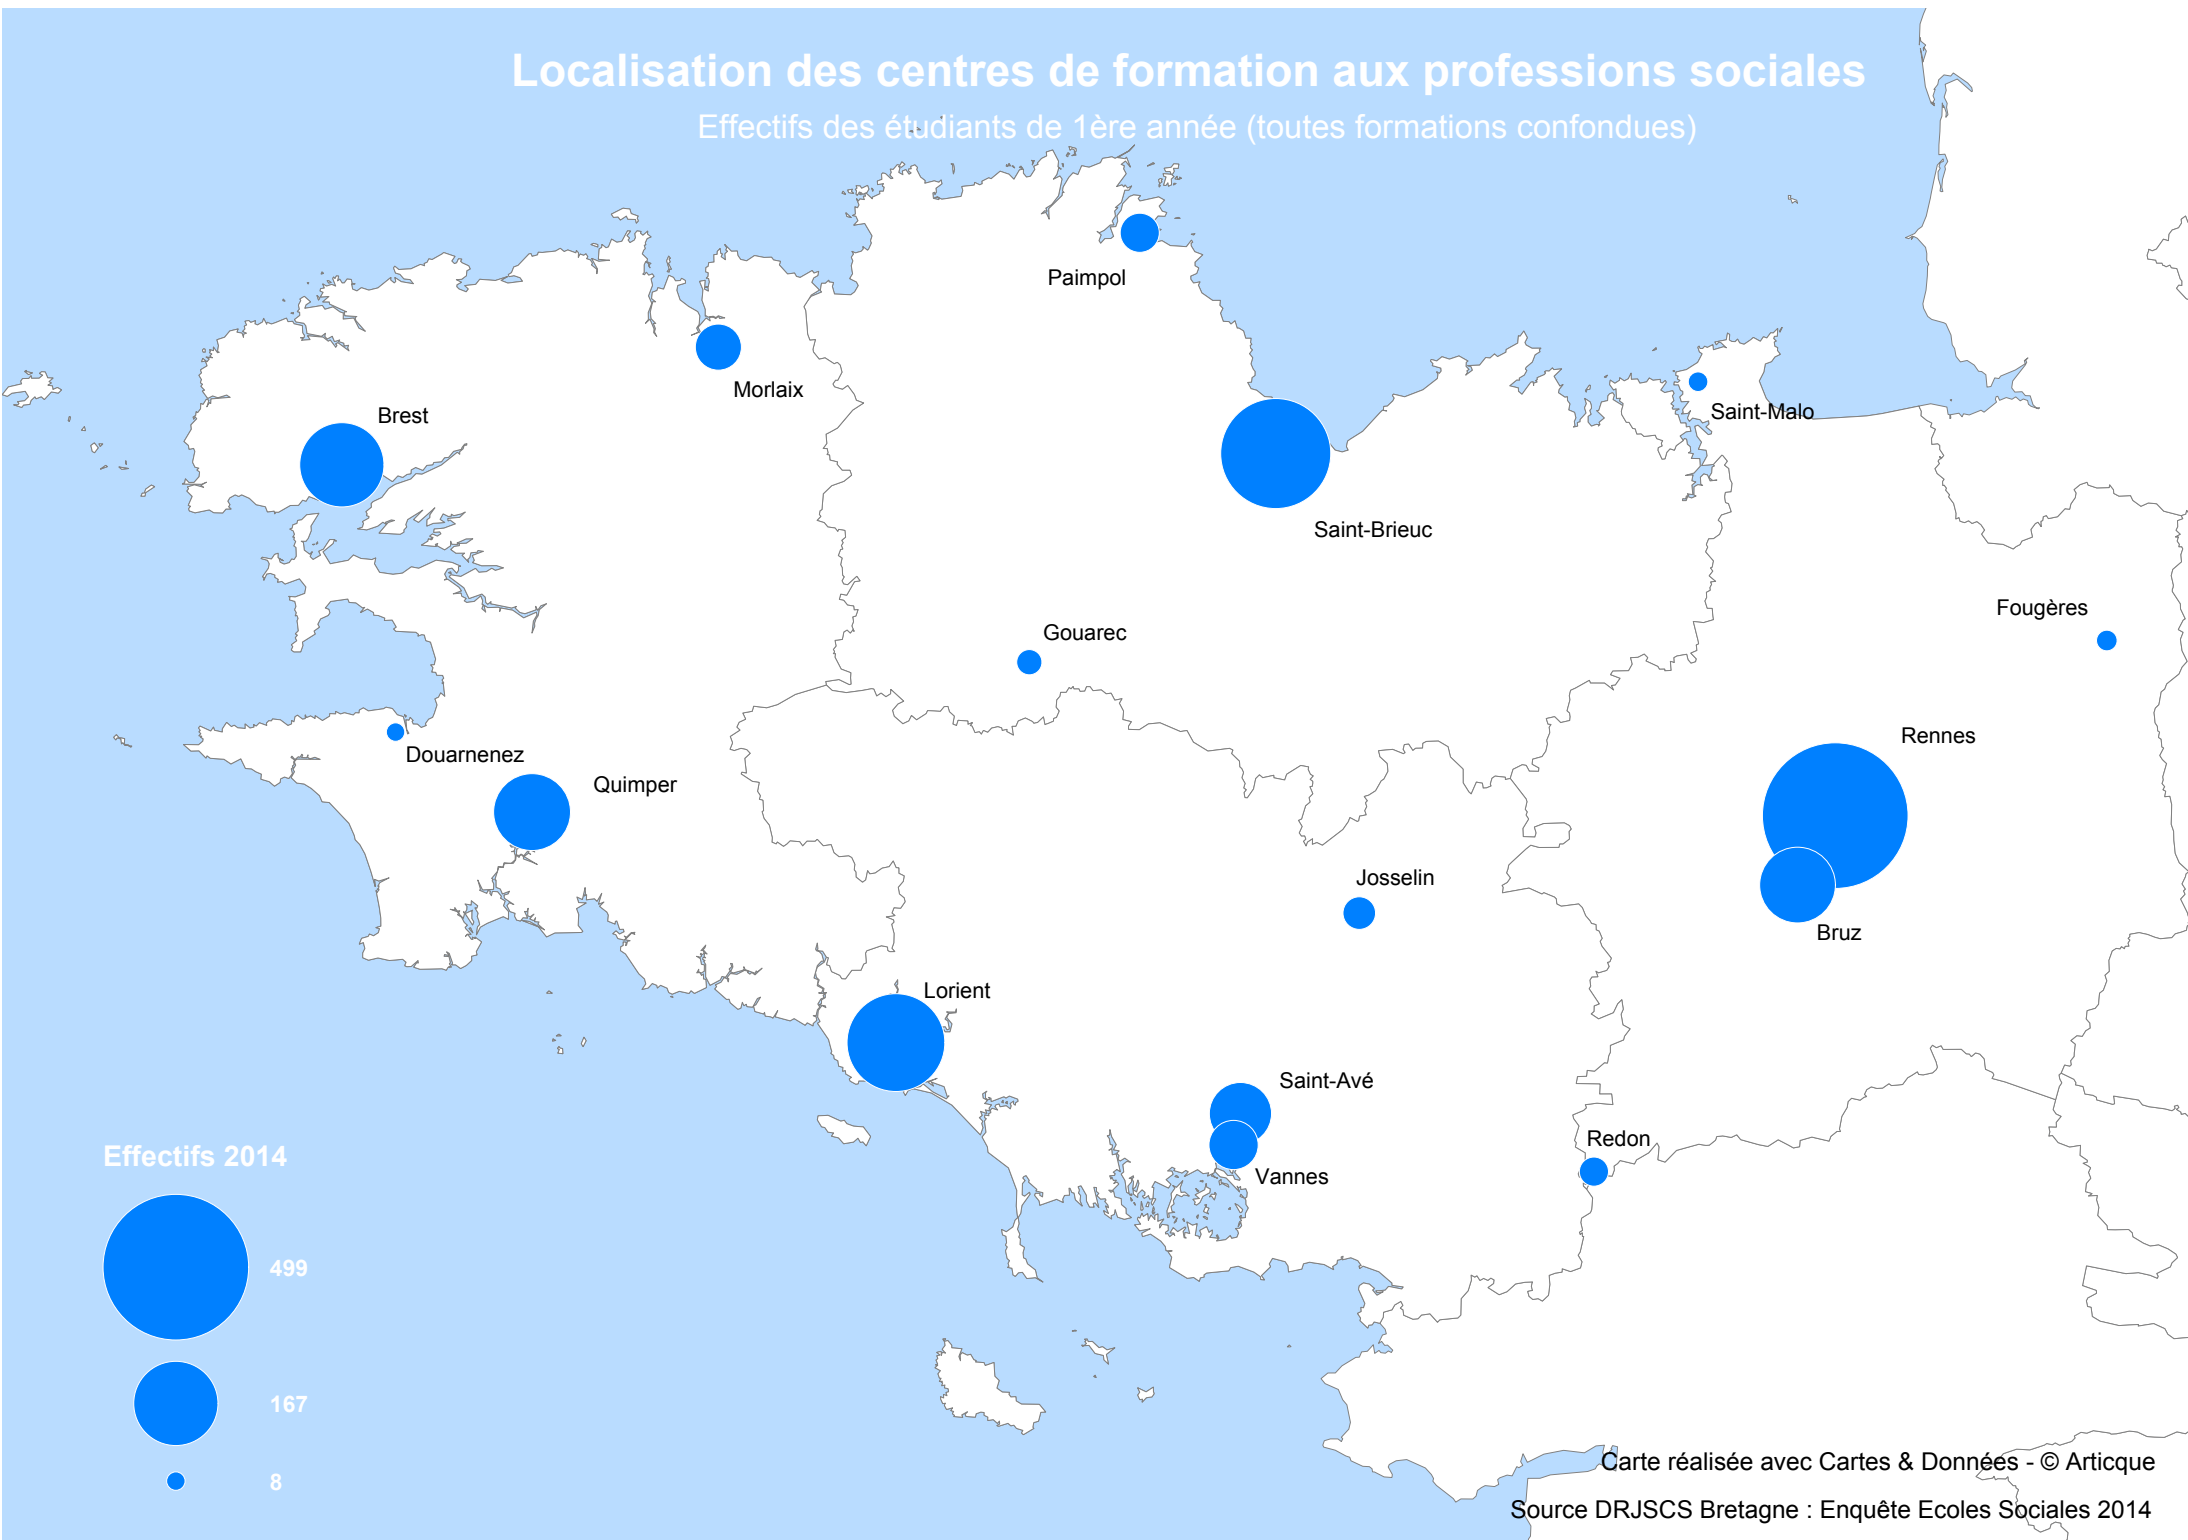 Localisation des centres de formation aux professions sociales
Effectifs des étudiants de 1ère année (toutes formations confondues)
Paimpol
Morlaix
Brest
Saint-Malo
Saint-Brieuc
Fougères
Gouarec
Rennes
Douarnenez
Quimper
Josselin
Bruz
Lorient
Saint-Avé
Redon
Vannes
Effectifs 2014
499
167
8
Carte réalisée avec Cartes & Données - © Articque
Source DRJSCS Bretagne : Enquête Ecoles Sociales 2014